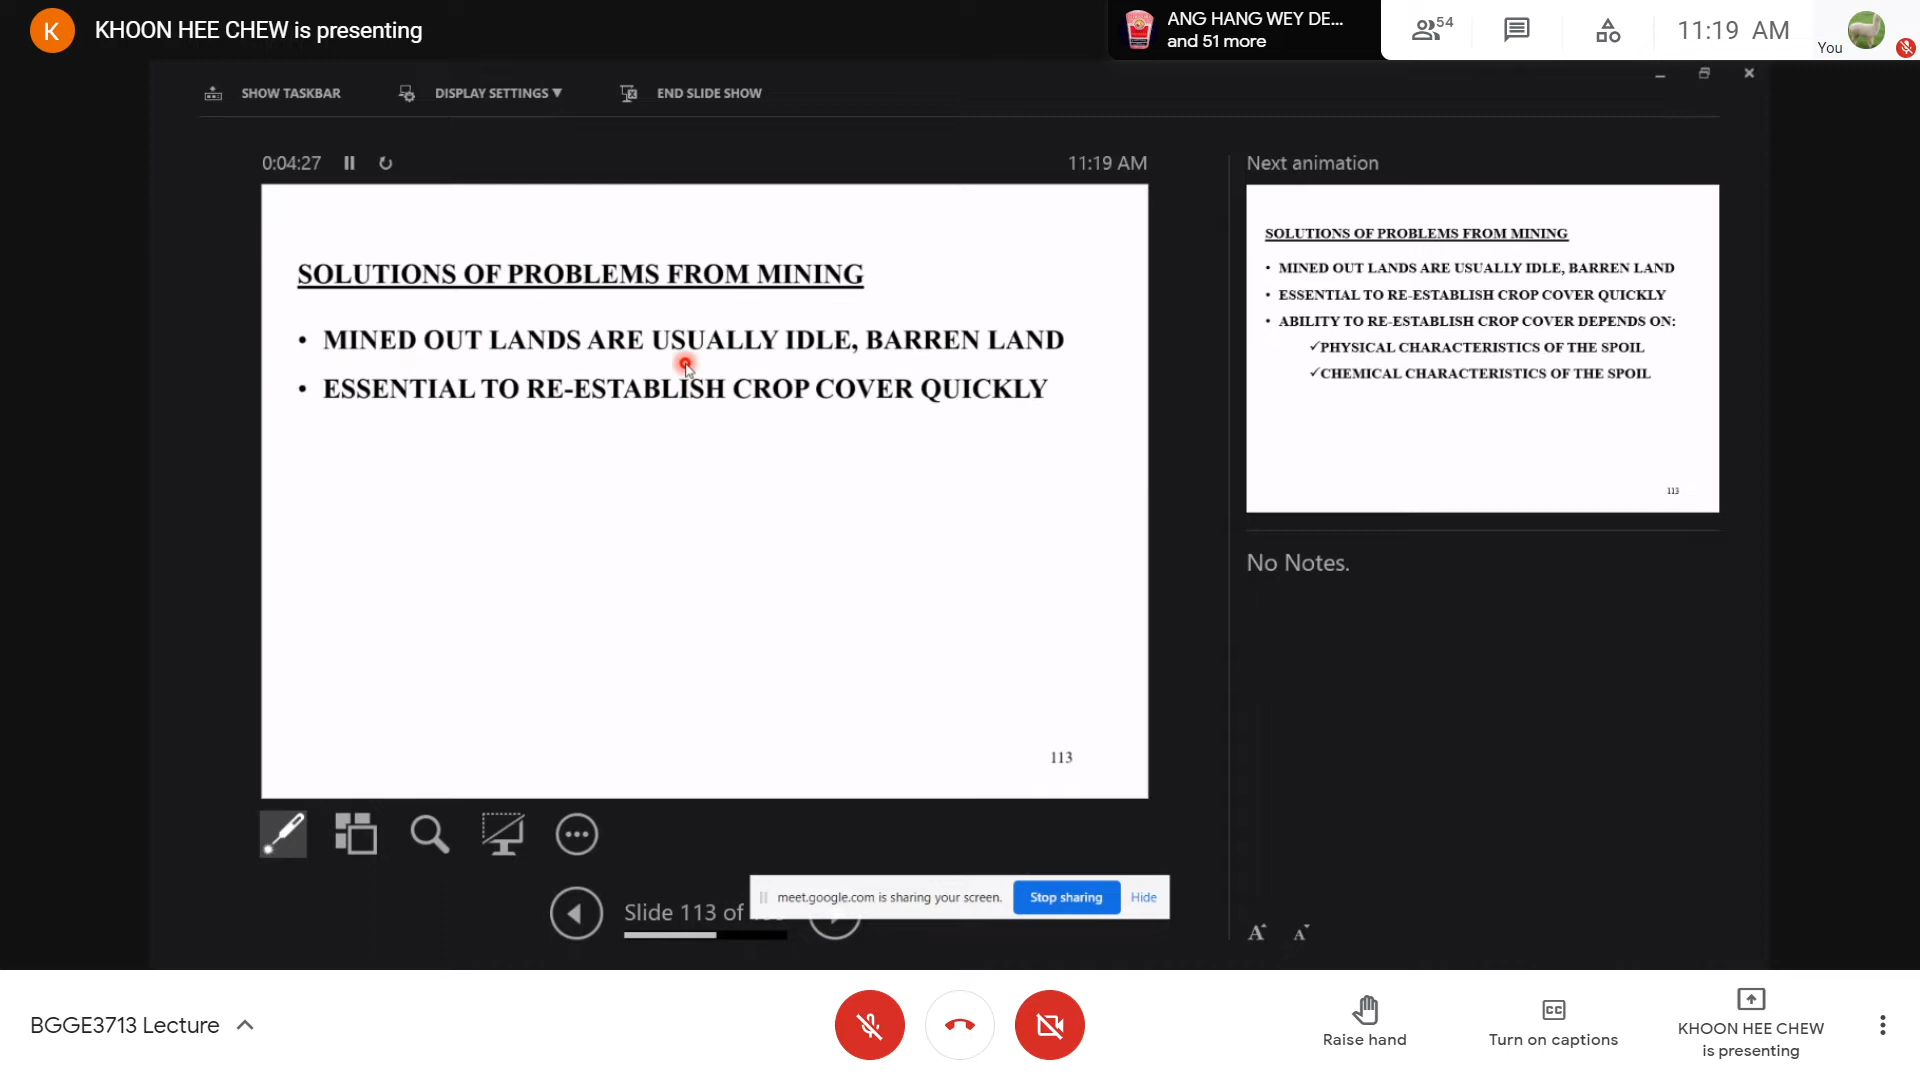 K
KHOON HEE CHEW is presenting
ANG HANG WEY DE...
and 51 more
54
11:19 AM
You
SHOW TASKBAR
DISPLAY SETTINGS ▼
END SLIDE SHOW
0:04:27
11:19 AM
SOLUTIONS OF PROBLEMS FROM MINING
• MINED OUT LANDS ARE USUALLY IDLE, BARREN LAND
• ESSENTIAL TO RE-ESTABLISH CROP COVER QUICKLY
113
Next animation
SOLUTIONS OF PROBLEMS FROM MINING
• MINED OUT LANDS ARE USUALLY IDLE, BARREN LAND
• ESSENTIAL TO RE-ESTABLISH CROP COVER QUICKLY
• ABILITY TO RE-ESTABLISH CROP COVER DEPENDS ON:
✓PHYSICAL CHARACTERISTICS OF THE SPOIL
✓CHEMICAL CHARACTERISTICS OF THE SPOIL
113
No Notes.
Slide 113 of
meet.google.com is sharing your screen.
Stop sharing
Hide
A A
BGGE3713 Lecture
Raise hand
CC
Turn on captions
KHOON HEE CHEW
is presenting